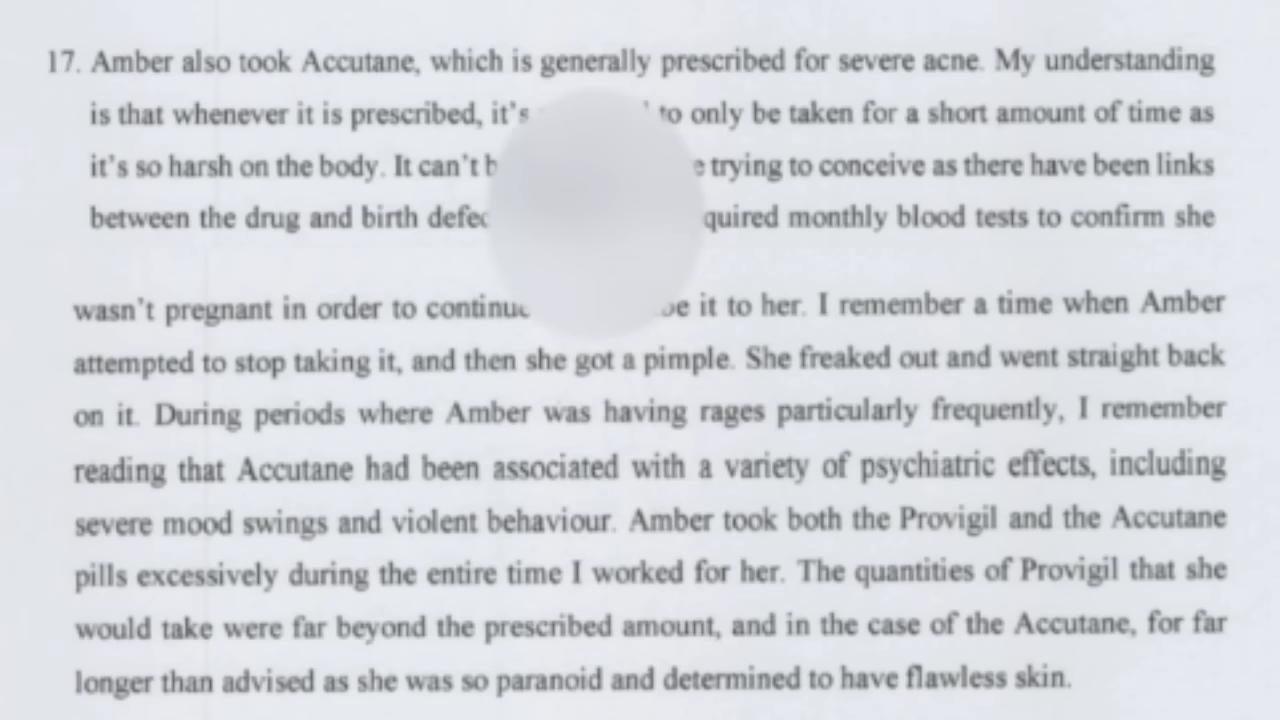 17. Amber also took Accutane, which is generally prescribed for severe acne. My understanding
is that whenever it is prescribed, it's to only be taken for a short amount of time as
it's so harsh on the body. It can't trying to conceive as there have been links
between the drug and birth monthly blood tests to confirm she
wasn't pregnant in order to it to her. I remember a time when Amber
attempted to stop taking it, and then she got a pimple. She freaked out and went straight back
on it. During periods where Amber was having rages particularly frequently, I remember
reading that Accutane had been associated with a variety of psychiatric effects, including
severe mood swings and violent behaviour. Amber took both the Provigil and the Accutane
pills excessively during the entire time I worked for her. The quantities of Provigil that she
would take were far beyond the prescribed amount, and in the case of the Accutane, for far
longer than advised as she was so paranoid and determined to have flawless skin.